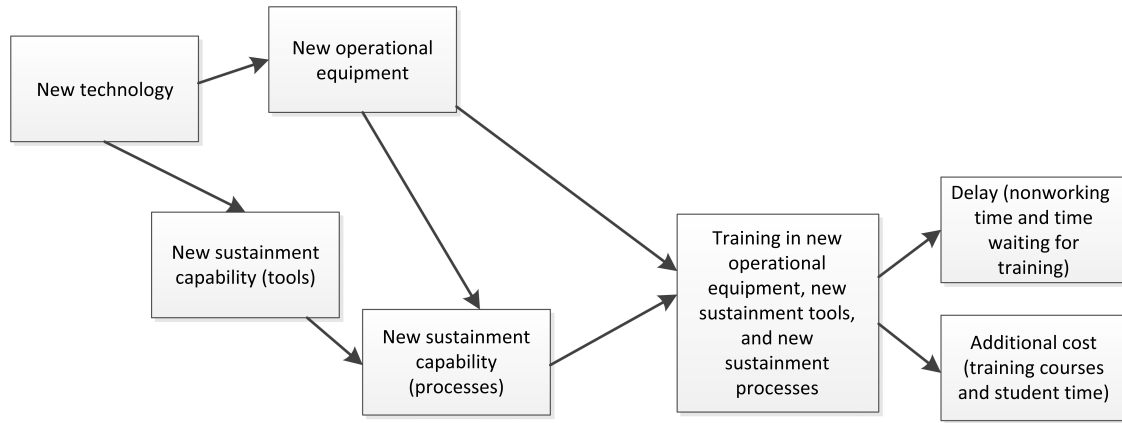 New technology
New operational
equipment
New sustainment
capability (tools)
New sustainment
capability
(processes)
Training in new
operational
equipment, new
sustainment tools,
and new
sustainment
processes
Delay (nonworking
time and time
waiting for
training)
Additional cost
(training courses
and student time)